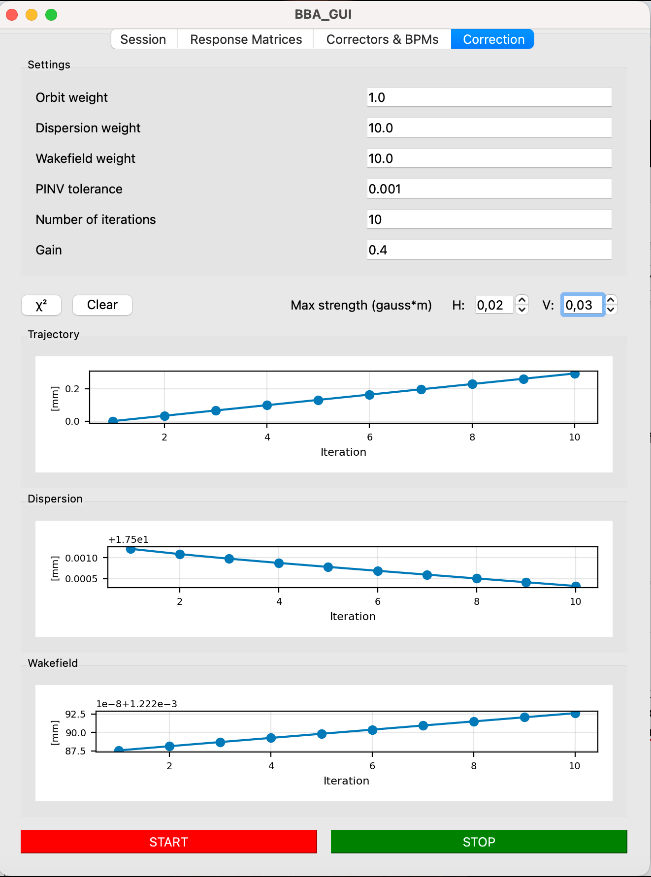 BBA_GUI
Session Response Matrices Correctors & BPMs Correction
Settings
Orbit weight 1.0
Dispersion weight 10.0
Wakefield weight 10.0
PINV tolerance 0.001
Number of iterations 10
Gain 0.4
χ² Clear Max strength (gauss*m) H: 0,02 V: 0,03
Trajectory
[mm]
0.2
0.0
2 4 6 8 10
Iteration
Dispersion
+1.75e1
[mm]
0.0010
0.0005
2 4 6 8 10
Iteration
Wakefield
1e−8+1.222e−3
[mm]
92.5
90.0
87.5
2 4 6 8 10
Iteration
START STOP